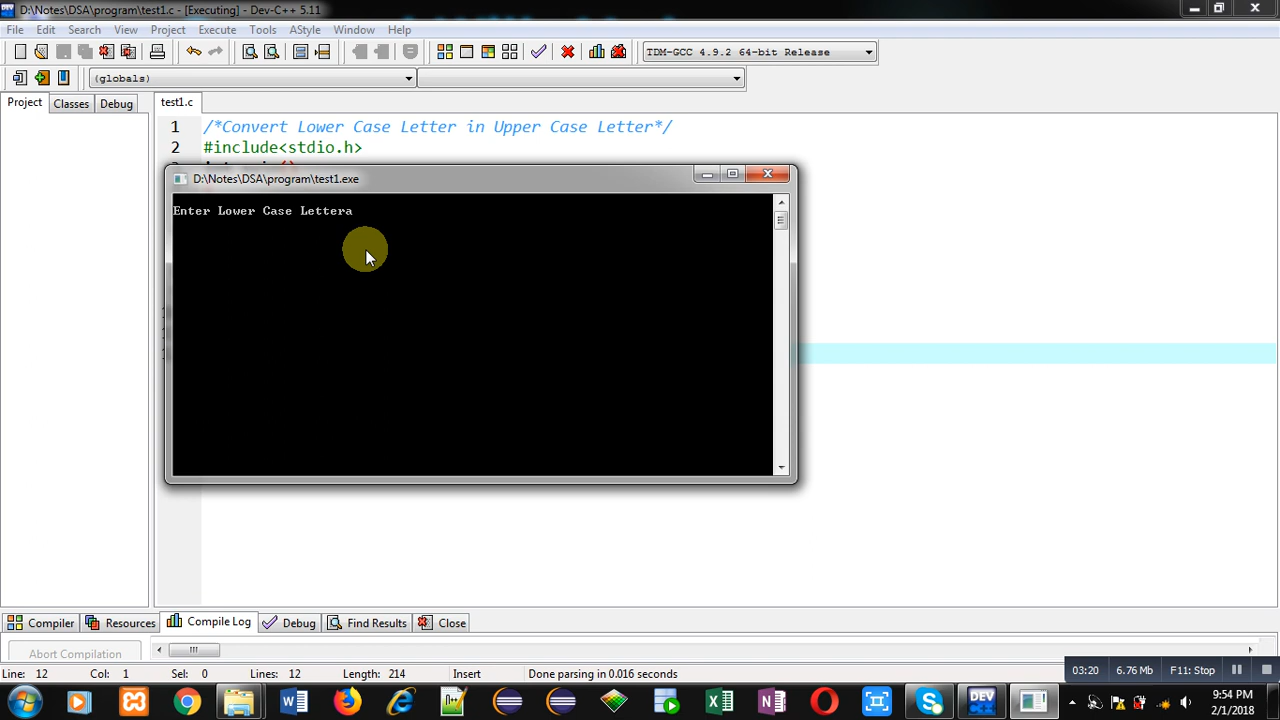 D:\Notes\DSA\program\test1.c - [Executing] - Dev-C++ 5.11
File Edit Search View Project Execute Tools AStyle Window Help
TDM-GCC 4.9.2 64-bit Release
(globals)
Project Classes Debug test1.c
1 /*Convert Lower Case Letter in Upper Case Letter*/
2 #include<stdio.h>
D:\Notes\DSA\program\test1.exe
Enter Lower Case Lettera
Compiler Resources Compile Log Debug Find Results Close
Abort Compilation
Line: 12 Col: 1 Sel: 0 Lines: 12 Length: 214 Insert Done parsing in 0.016 seconds
03:20 6.76 Mb F11: Stop
DEV C++
9:54 PM
2/1/2018